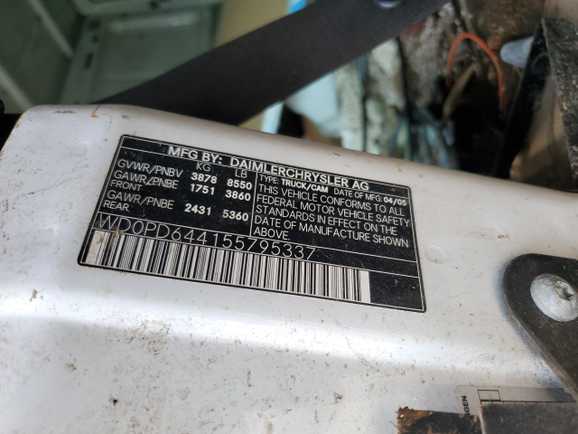 MFG BY: DAIMLERCHRYSLER AG
KG LB
GVWR/PNBV 3878 8550
GAWR/PNBE 1751 3860
FRONT
GAWR/PNBE 2431 5360
REAR
TYPE: TRUCK/CAM DATE OF MFG: 04/05
THIS VEHICLE CONFORMS TO ALL
FEDERAL MOTOR VEHICLE SAFETY
STANDARDS IN EFFECT ON THE
DATE OF MANUFACTURE SHOWN
ABOVE.
WD0PD644155795337